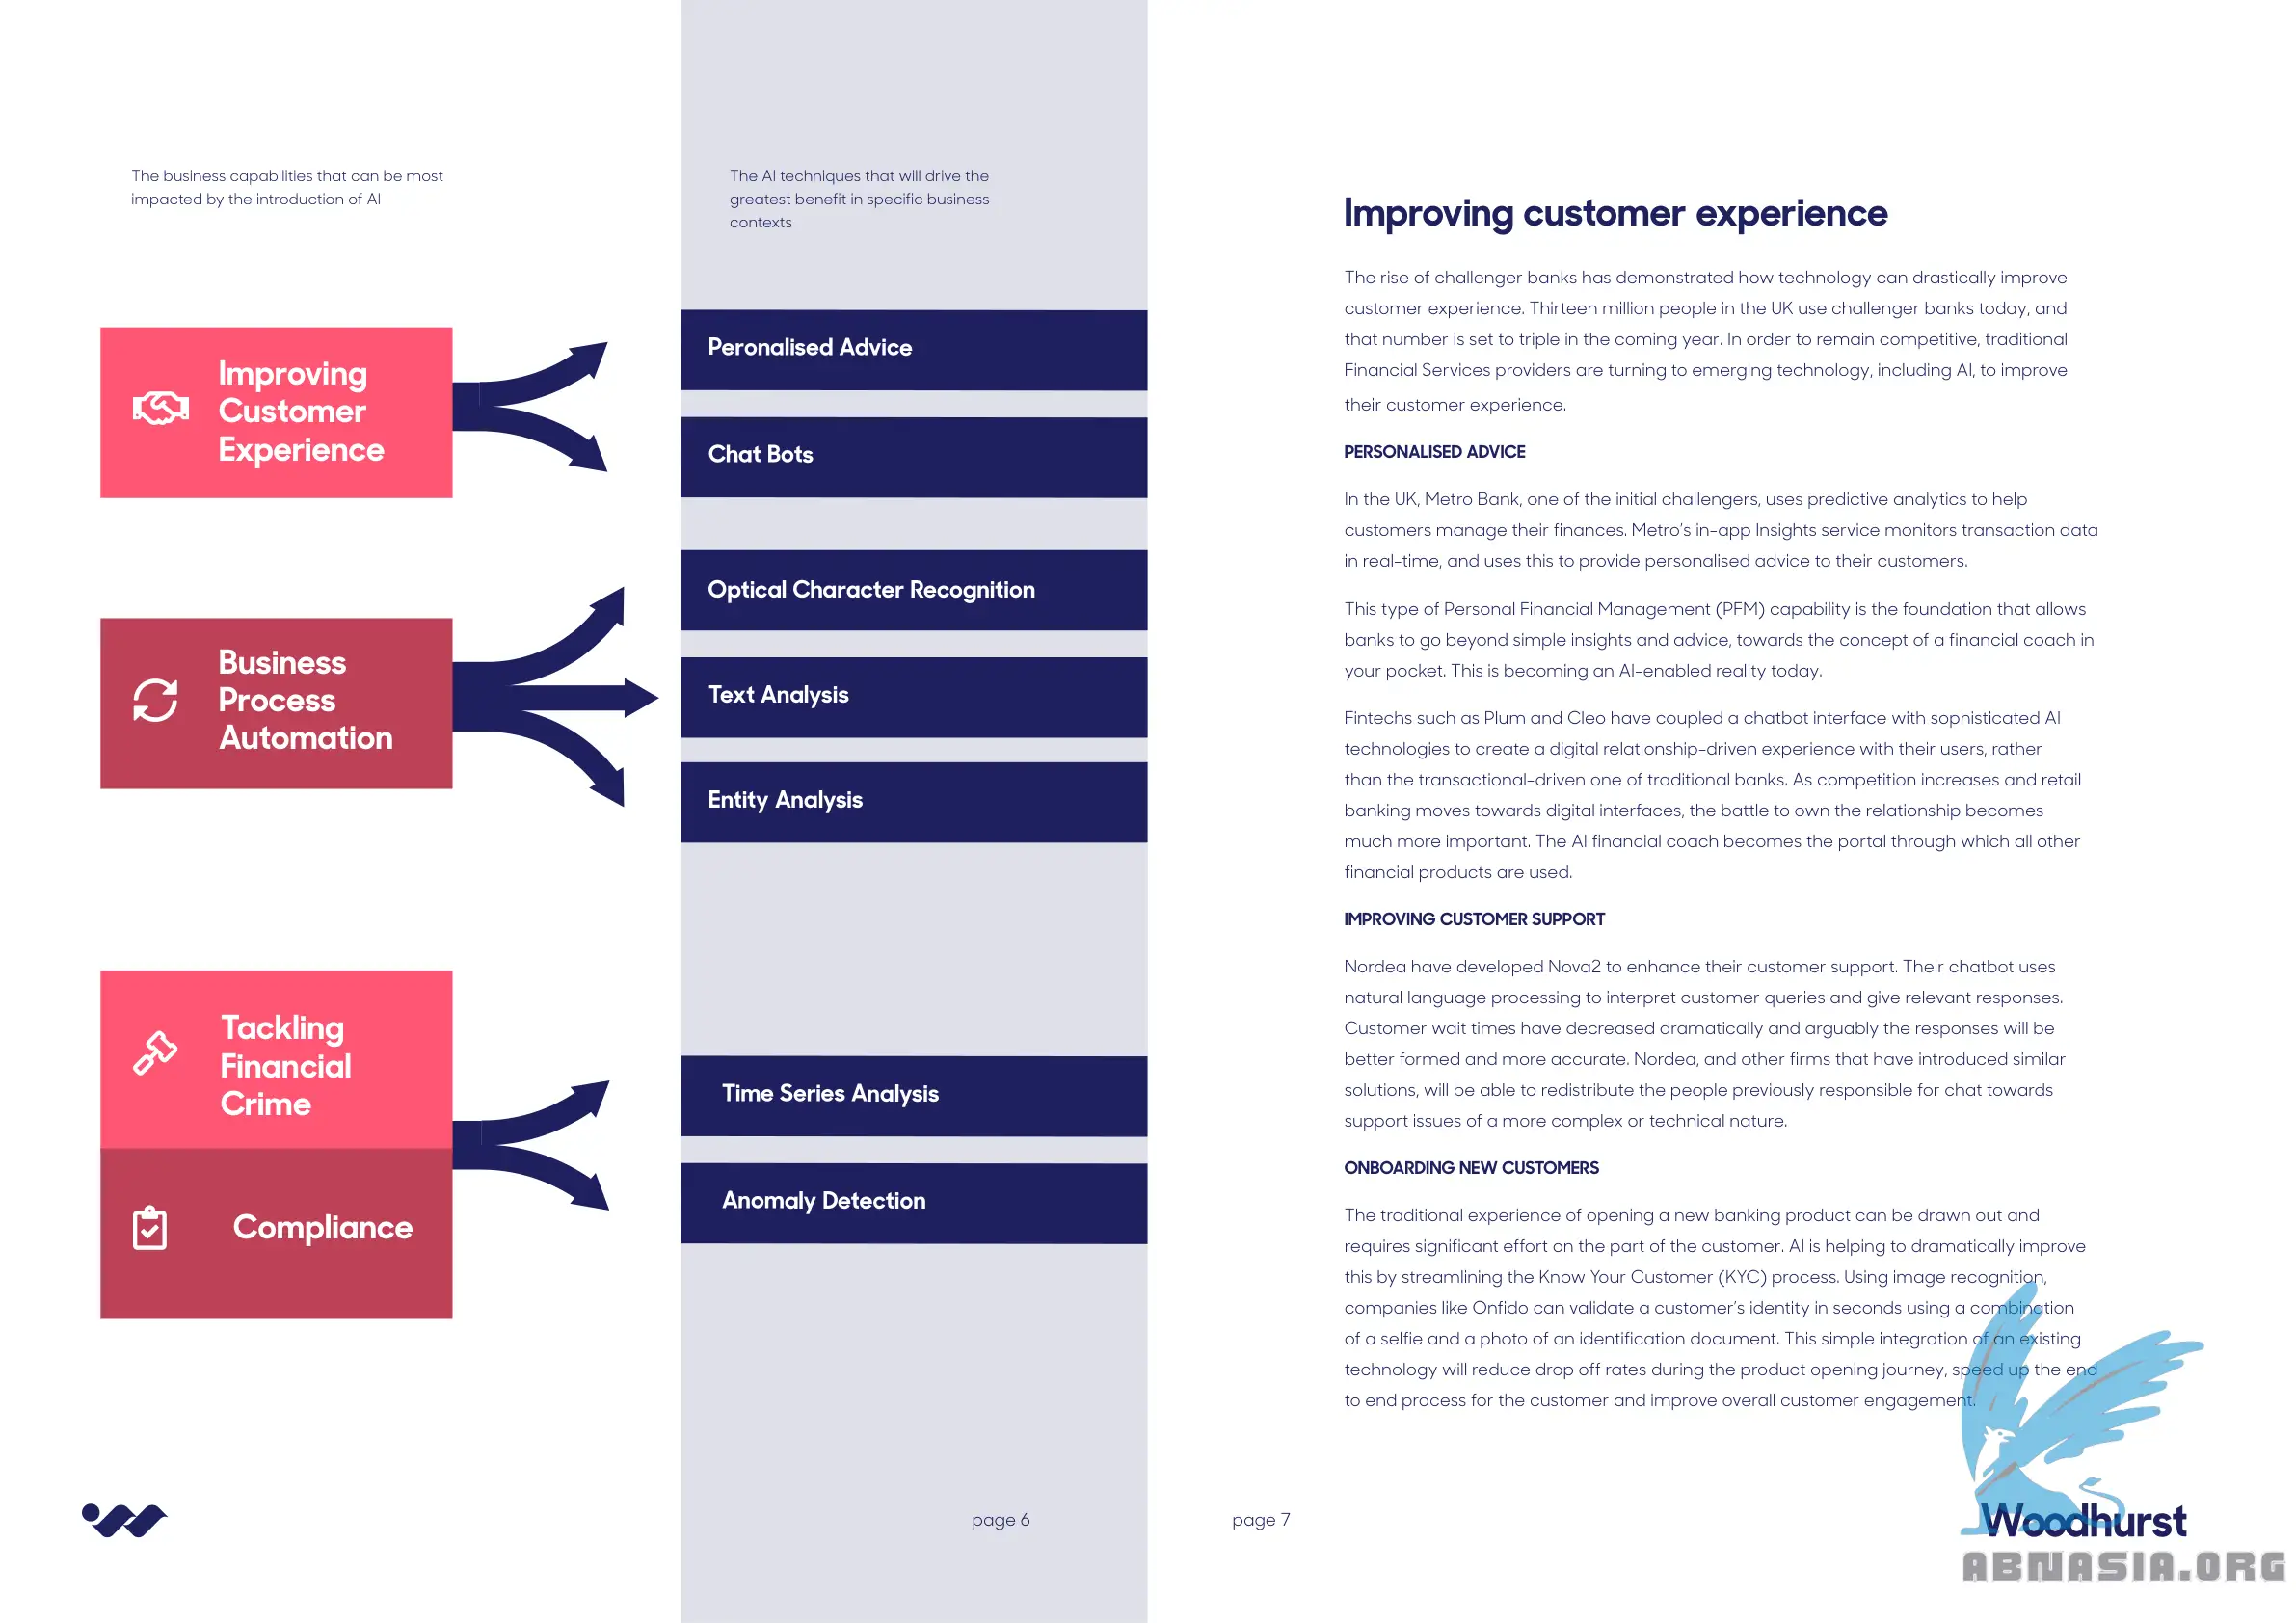 The business capabilities that can be most
impacted by the introduction of AI
Improving
Customer
Experience
Business
Process
Automation
Tackling
Financial
Crime
Compliance
The AI techniques that will drive the
greatest benefit in specific business
contexts
Peronalised Advice
Chat Bots
Optical Character Recognition
Text Analysis
Entity Analysis
Time Series Analysis
Anomaly Detection
page 6
Improving customer experience
The rise of challenger banks has demonstrated how technology can drastically improve
customer experience. Thirteen million people in the UK use challenger banks today, and
that number is set to triple in the coming year. In order to remain competitive, traditional
Financial Services providers are turning to emerging technology, including AI, to improve
their customer experience.
PERSONALISED ADVICE
In the UK, Metro Bank, one of the initial challengers, uses predictive analytics to help
customers manage their finances. Metro's in-app Insights service monitors transaction data
in real-time, and uses this to provide personalised advice to their customers.
This type of Personal Financial Management (PFM) capability is the foundation that allows
banks to go beyond simple insights and advice, towards the concept of a financial coach in
your pocket. This is becoming an AI-enabled reality today.
Fintechs such as Plum and Cleo have coupled a chatbot interface with sophisticated AI
technologies to create a digital relationship-driven experience with their users, rather
than the transactional-driven one of traditional banks. As competition increases and retail
banking moves towards digital interfaces, the battle to own the relationship becomes
much more important. The AI financial coach becomes the portal through which all other
financial products are used.
IMPROVING CUSTOMER SUPPORT
Nordea have developed Nova2 to enhance their customer support. Their chatbot uses
natural language processing to interpret customer queries and give relevant responses.
Customer wait times have decreased dramatically and arguably the responses will be
better formed and more accurate. Nordea, and other firms that have introduced similar
solutions, will be able to redistribute the people previously responsible for chat towards
support issues of a more complex or technical nature.
ONBOARDING NEW CUSTOMERS
The traditional experience of opening a new banking product can be drawn out and
requires significant effort on the part of the customer. AI is helping to dramatically improve
this by streamlining the Know Your Customer (KYC) process. Using image recognition,
companies like Onfido can validate a customer's identity in seconds using a combination
of a selfie and a photo of an identification document. This simple integration of an existing
technology will reduce drop off rates during the product opening journey, speed up the end
to end process for the customer and improve overall customer engagement.
page 7
Woodhurst
ABNASIA.ORG